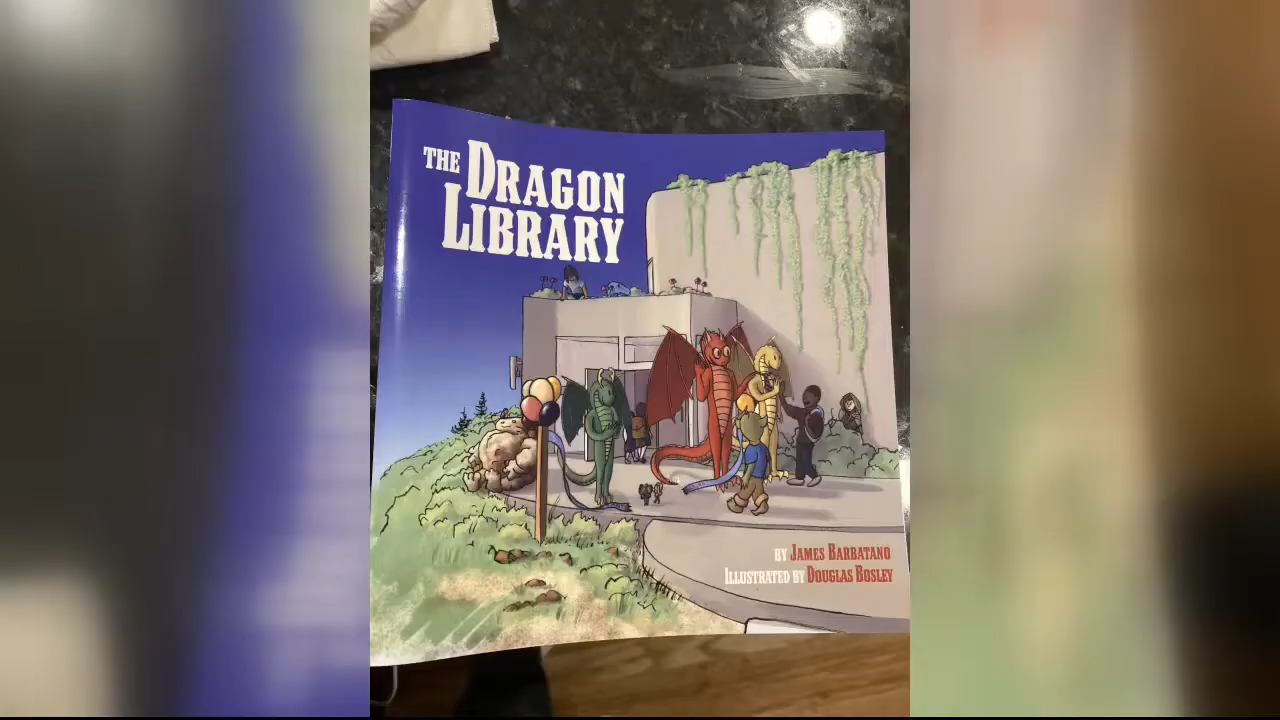 THE DRAGON
LIBRARY
BY JAMES BARBATANO
ILLUSTRATED BY DOUGLAS BOSLEY